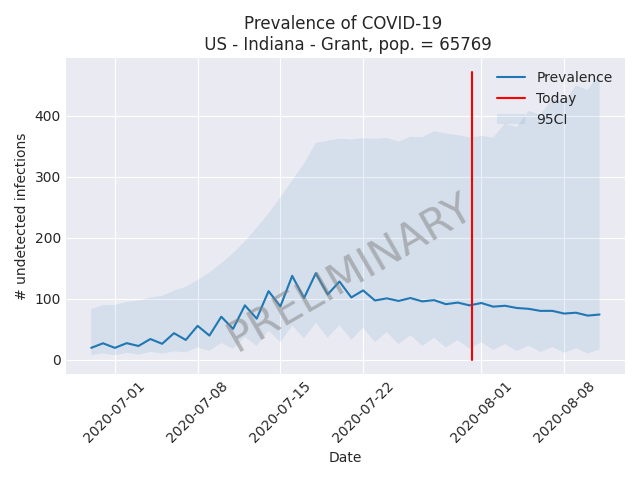 Prevalence of COVID-19
US - Indiana - Grant, pop. = 65769
Prevalence
Today
95CI
PRELIMINARY
# undetected infections
400
300
200
100
0
2020-07-01
2020-07-08
2020-07-15
2020-07-22
2020-08-01
2020-08-08
Date